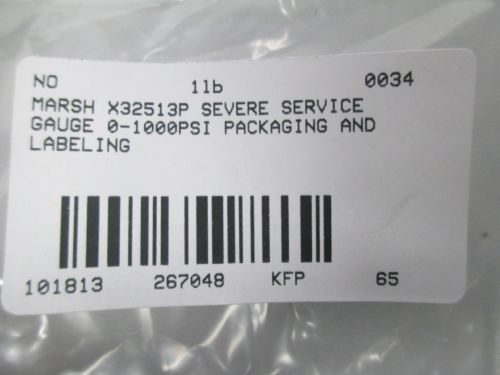 NO 1lb 0034
MARSH X32513P SEVERE SERVICE
GAUGE 0-1000PSI PACKAGING AND
LABELING
101813 267048 KFP 65